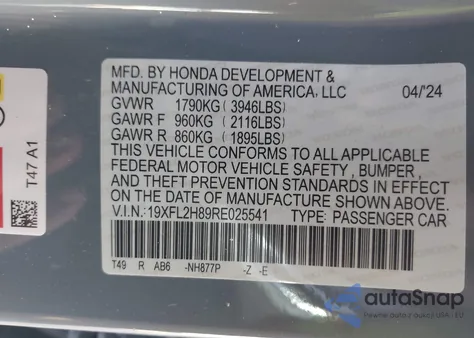 MFD. BY HONDA DEVELOPMENT &
MANUFACTURING OF AMERICA, LLC 04/'24
GVWR 1790KG (3946LBS)
GAWR F 960KG (2116LBS)
GAWR R 860KG (1895LBS)
THIS VEHICLE CONFORMS TO ALL APPLICABLE
FEDERAL MOTOR VEHICLE SAFETY, BUMPER,
AND THEFT PREVENTION STANDARDS IN EFFECT
ON THE DATE OF MANUFACTURE SHOWN ABOVE.
V.I.N.:19XFL2H89RE025541 TYPE: PASSENGER CAR
T49 R AB6 -NH877P -Z -E
T47 A1
autoSnap